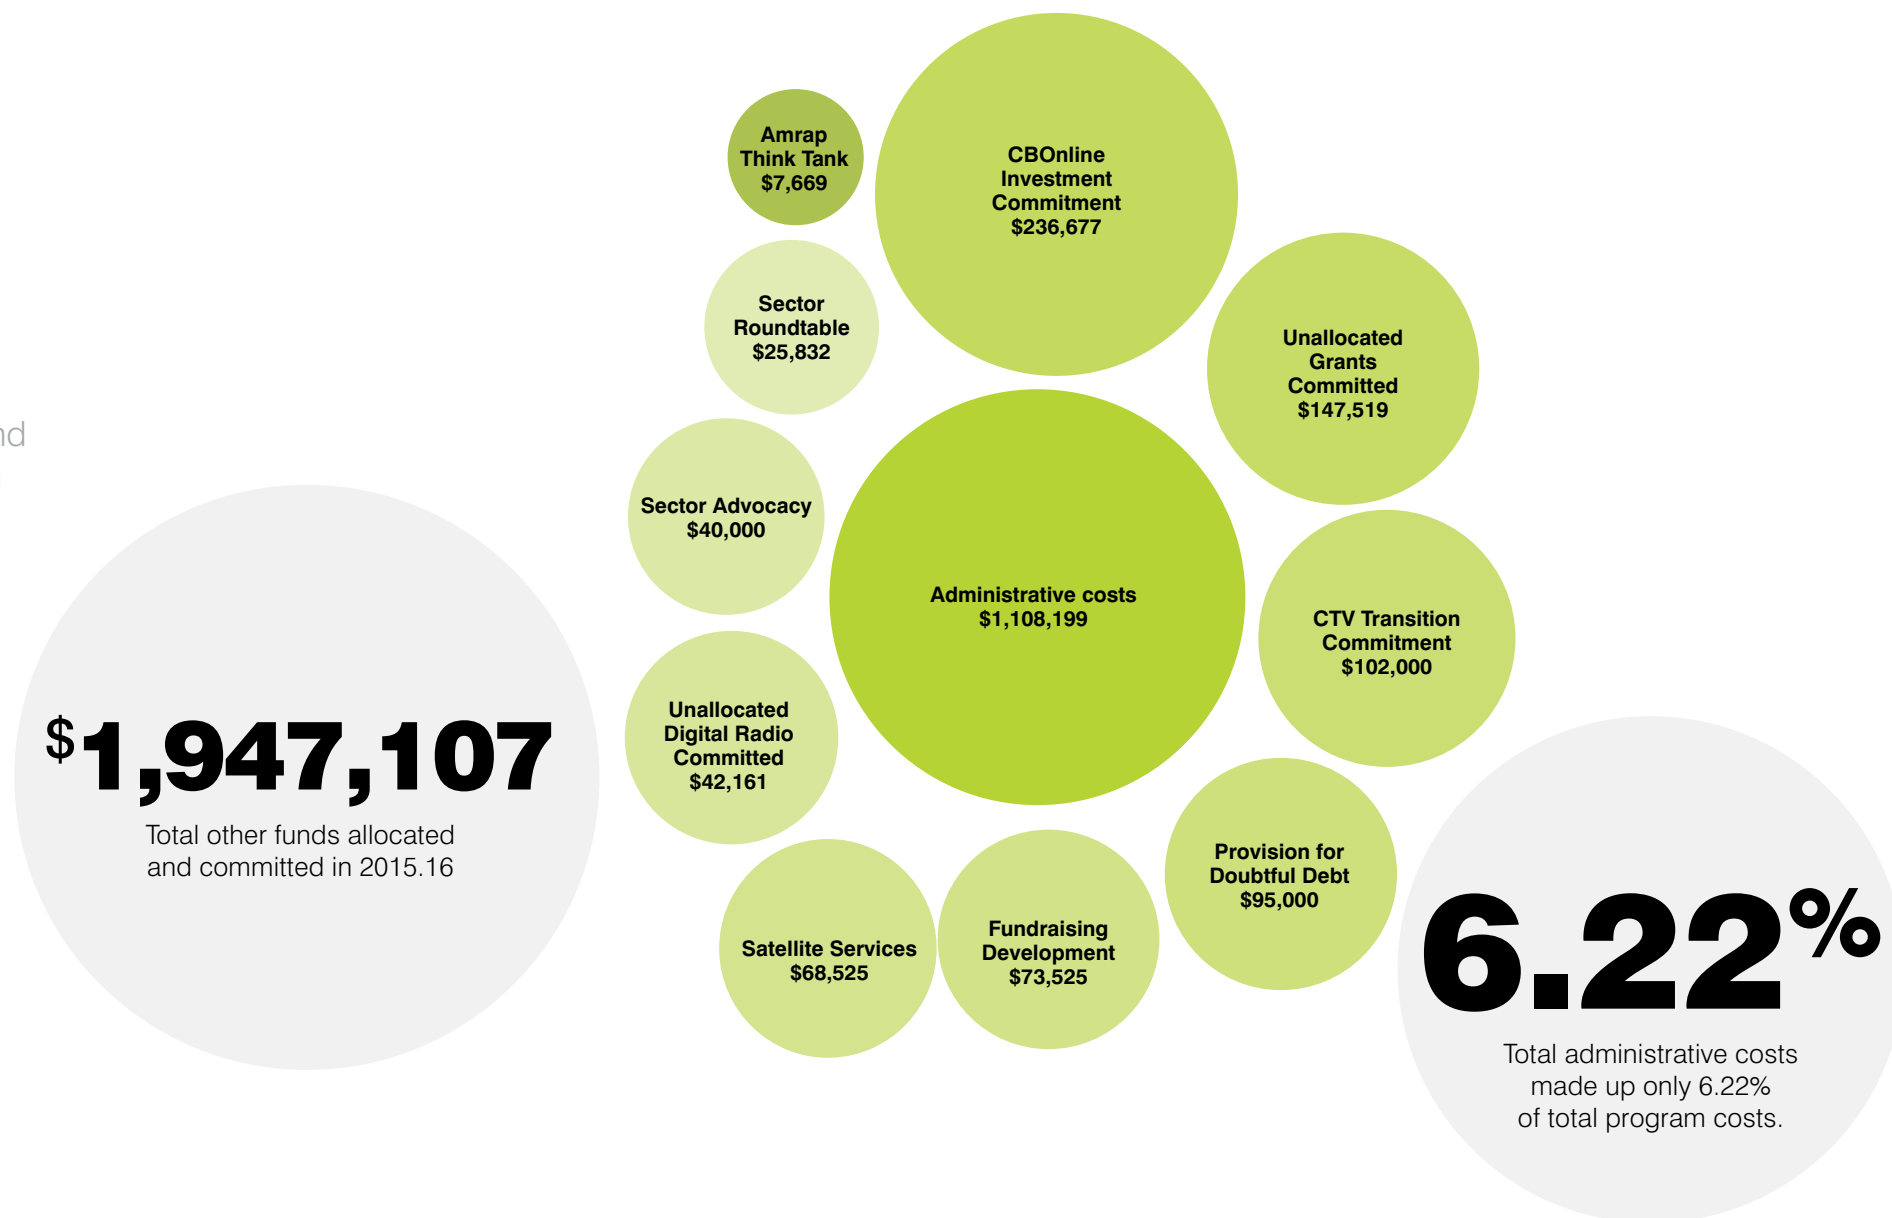 Amrap
Think Tank
$7,669
CBOnline
Investment
Commitment
$236,677
Sector
Roundtable
$25,832
Unallocated
Grants
Committed
$147,519
nd
Sector Advocacy
$40,000
Administrative costs
$1,108,199
CTV Transition
Commitment
$102,000
Unallocated
Digital Radio
Committed
$42,161
$1,947,107
Total other funds allocated
and committed in 2015.16
Provision for
Doubtful Debt
$95,000
Satellite Services
$68,525
Fundraising
Development
$73,525
6.22%
Total administrative costs
made up only 6.22%
of total program costs.